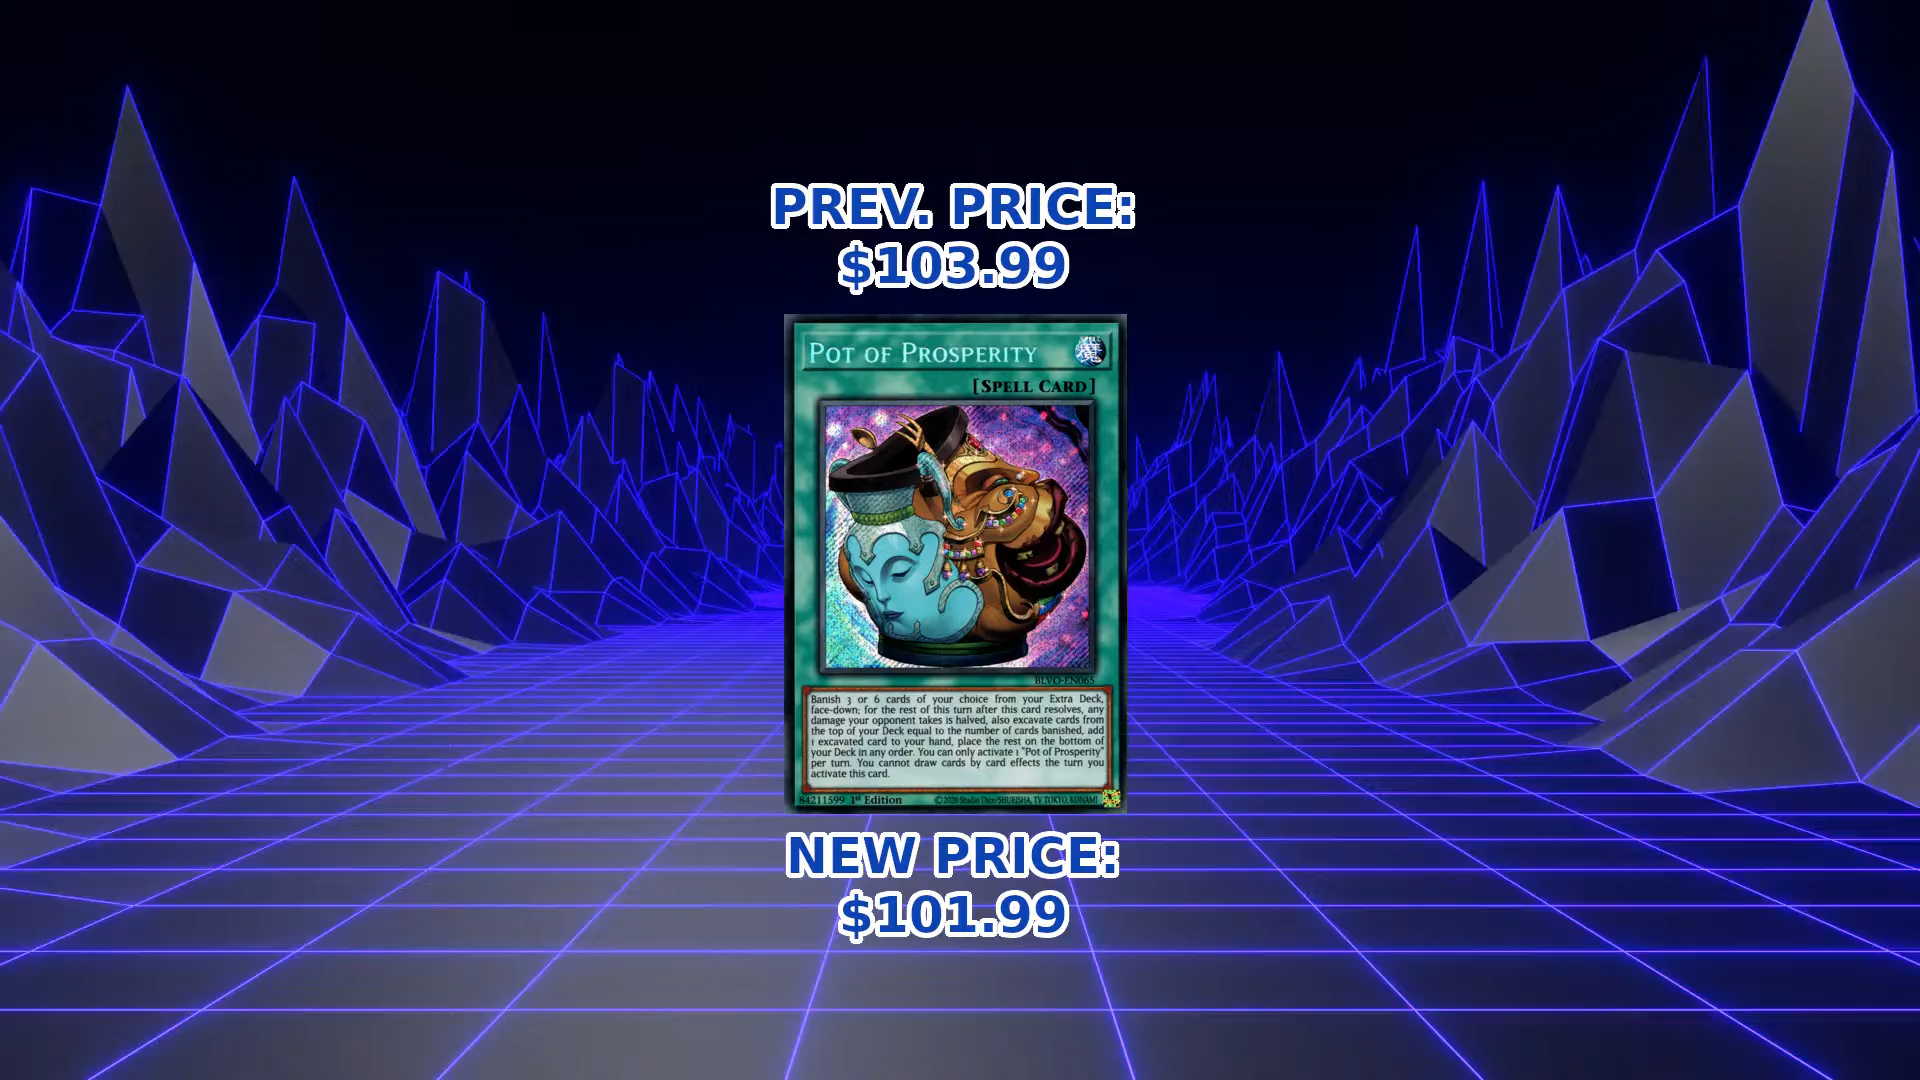 PREV. PRICE:
$103.99
POT OF PROSPERITY
[SPELL CARD]
BLVO-EN065
Banish 3 or 6 cards of your choice from your Extra Deck,
face-down; for the rest of this turn after this card resolves, any
damage your opponent takes is halved, also excavate cards from
the top of your Deck equal to the number of cards banished, add
1 excavated card to your hand, place the rest on the bottom of
your Deck in any order. You can only activate 1 "Pot of Prosperity"
per turn. You cannot draw cards by card effects the turn you
activate this card.
84211599 1st Edition ©2020 Studio Dice/SHUEISHA, TV TOKYO, KONAMI
NEW PRICE:
$101.99